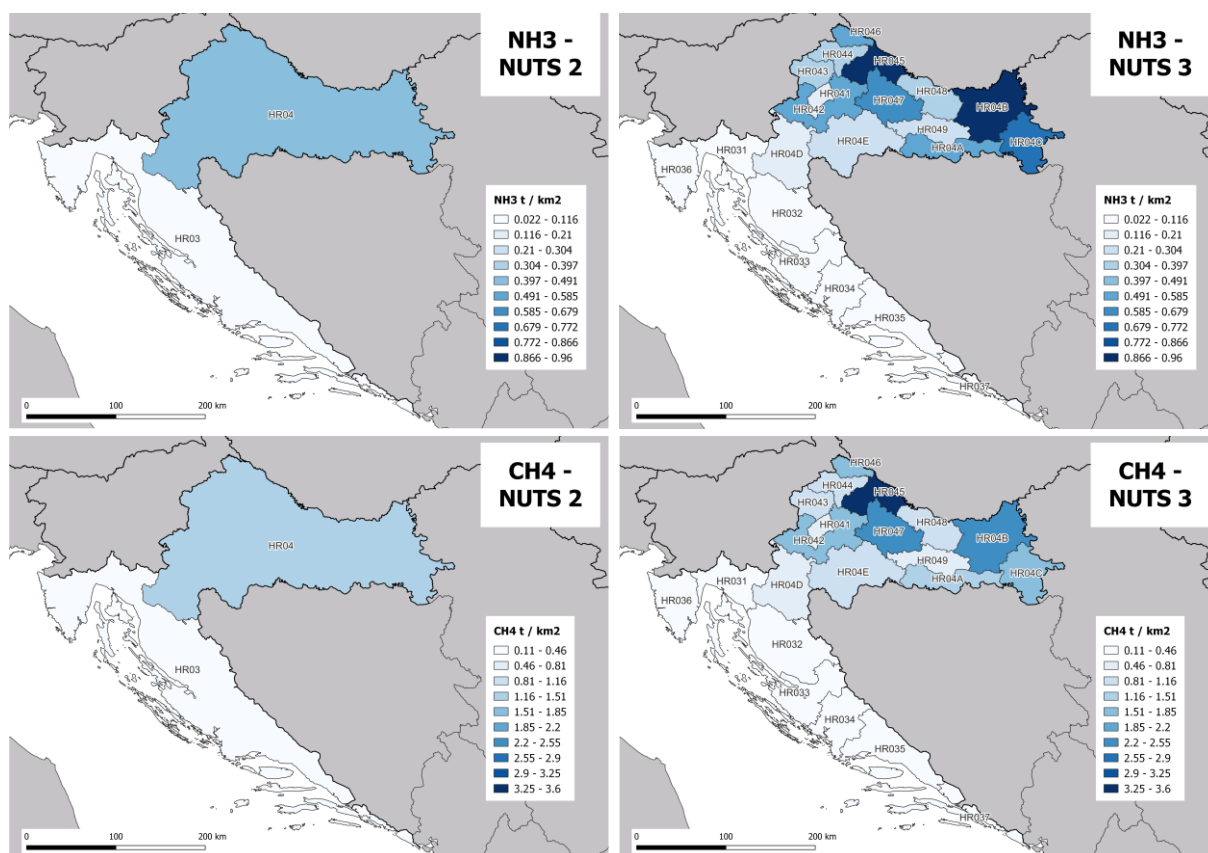 NH3 -
NUTS 2
HR04
HR03
NH3 t / km2
0.022 - 0.116
0.116 - 0.21
0.21 - 0.304
0.304 - 0.397
0.397 - 0.491
0.491 - 0.585
0.585 - 0.679
0.679 - 0.772
0.772 - 0.866
0.866 - 0.96
0 100 200 km
NH3 -
NUTS 3
HR046
HR044
HR045
HR043
HR041
HR048
HR042
HR047
HR04B
HR049
HR04C
HR04E
HR04A
HR04D
HR031
HR036
HR032
HR033
HR034
HR035
HR037
NH3 t / km2
0.022 - 0.116
0.116 - 0.21
0.21 - 0.304
0.304 - 0.397
0.397 - 0.491
0.491 - 0.585
0.585 - 0.679
0.679 - 0.772
0.772 - 0.866
0.866 - 0.96
0 100 200 km
CH4 -
NUTS 2
HR04
HR03
CH4 t / km2
0.11 - 0.46
0.46 - 0.81
0.81 - 1.16
1.16 - 1.51
1.51 - 1.85
1.85 - 2.2
2.2 - 2.55
2.55 - 2.9
2.9 - 3.25
3.25 - 3.6
0 100 200 km
CH4 -
NUTS 3
HR046
HR044
HR045
HR043
HR041
HR048
HR042
HR047
HR04B
HR049
HR04C
HR04E
HR04A
HR04D
HR031
HR036
HR032
HR033
HR034
HR035
HR037
CH4 t / km2
0.11 - 0.46
0.46 - 0.81
0.81 - 1.16
1.16 - 1.51
1.51 - 1.85
1.85 - 2.2
2.2 - 2.55
2.55 - 2.9
2.9 - 3.25
3.25 - 3.6
0 100 200 km